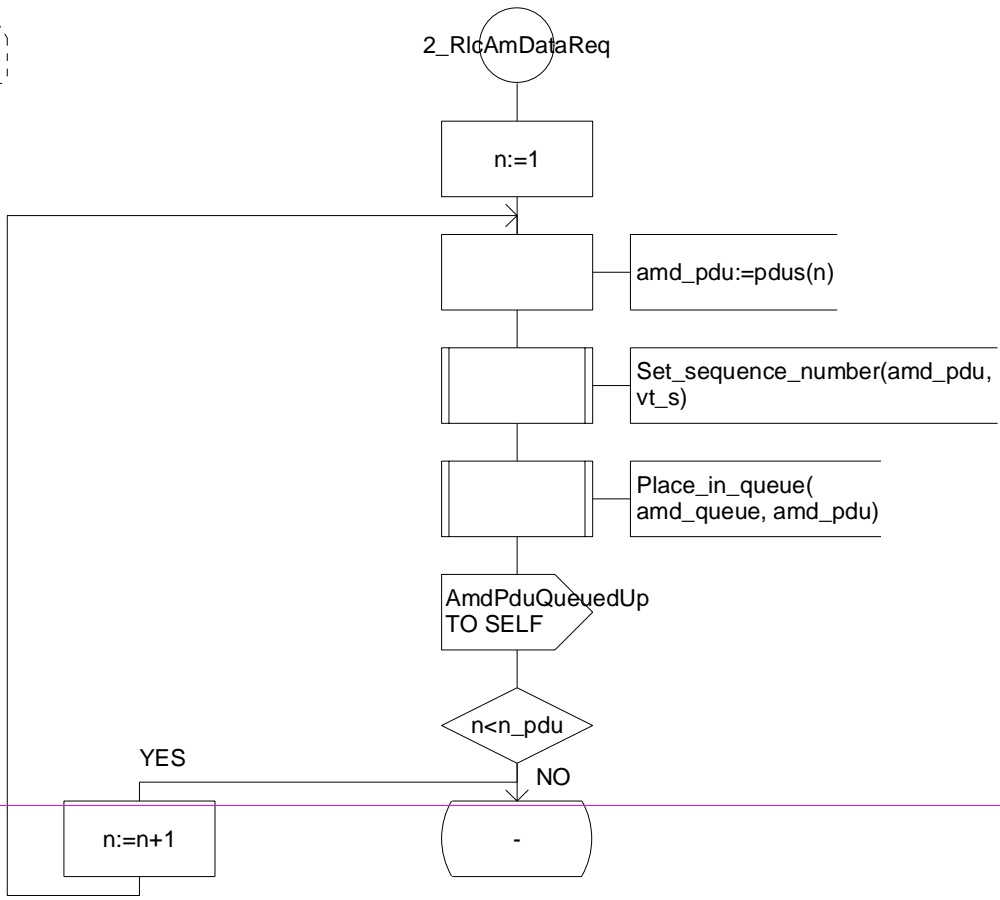 2_RlcAmDataReq
n:=1
amd_pdu:=pdus(n)
Set_sequence_number(amd_pdu,
vt_s)
Place_in_queue(
amd_queue, amd_pdu)
AmdPduQueuedUp
TO SELF
n<n_pdu
YES
NO
n:=n+1
-